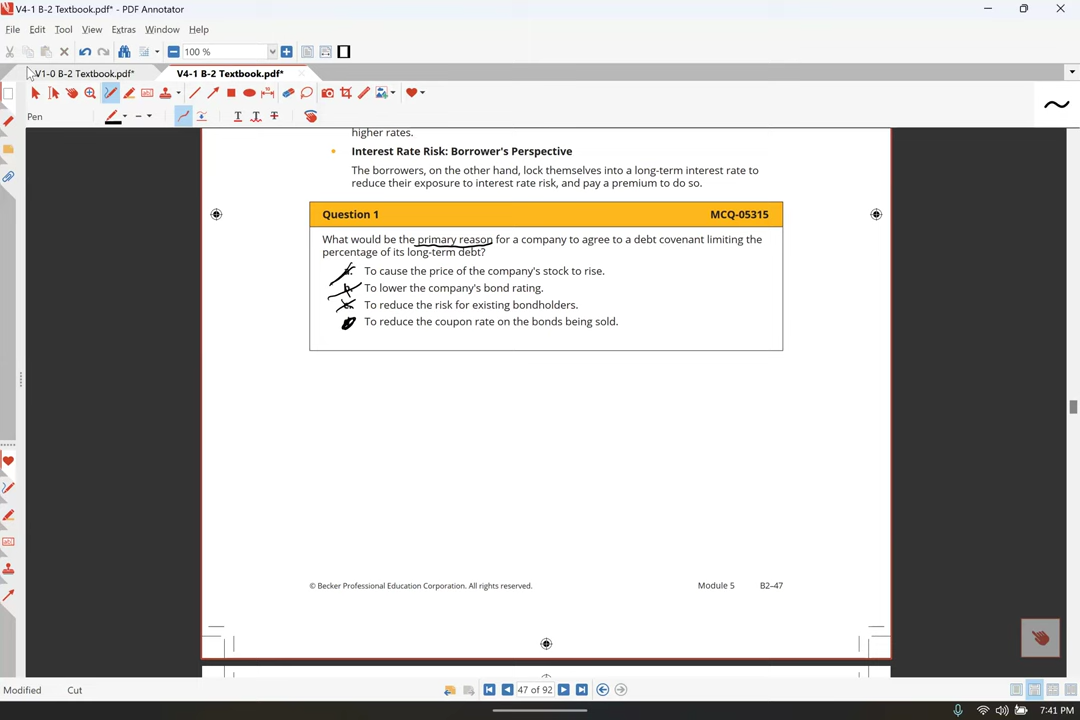 V4-1 B-2 Textbook.pdf* - PDF Annotator
File Edit Tool View Extras Window Help
100 %
V1-0 B-2 Textbook.pdf*
V4-1 B-2 Textbook.pdf*
Pen
higher rates.
• Interest Rate Risk: Borrower's Perspective
The borrowers, on the other hand, lock themselves into a long-term interest rate to
reduce their exposure to interest rate risk, and pay a premium to do so.
Question 1 MCQ-05315
What would be the primary reason for a company to agree to a debt covenant limiting the
percentage of its long-term debt?
a. To cause the price of the company's stock to rise.
b. To lower the company's bond rating.
c. To reduce the risk for existing bondholders.
To reduce the coupon rate on the bonds being sold.
© Becker Professional Education Corporation. All rights reserved. Module 5 B2–47
Modified Cut
47 of 92
7:41 PM